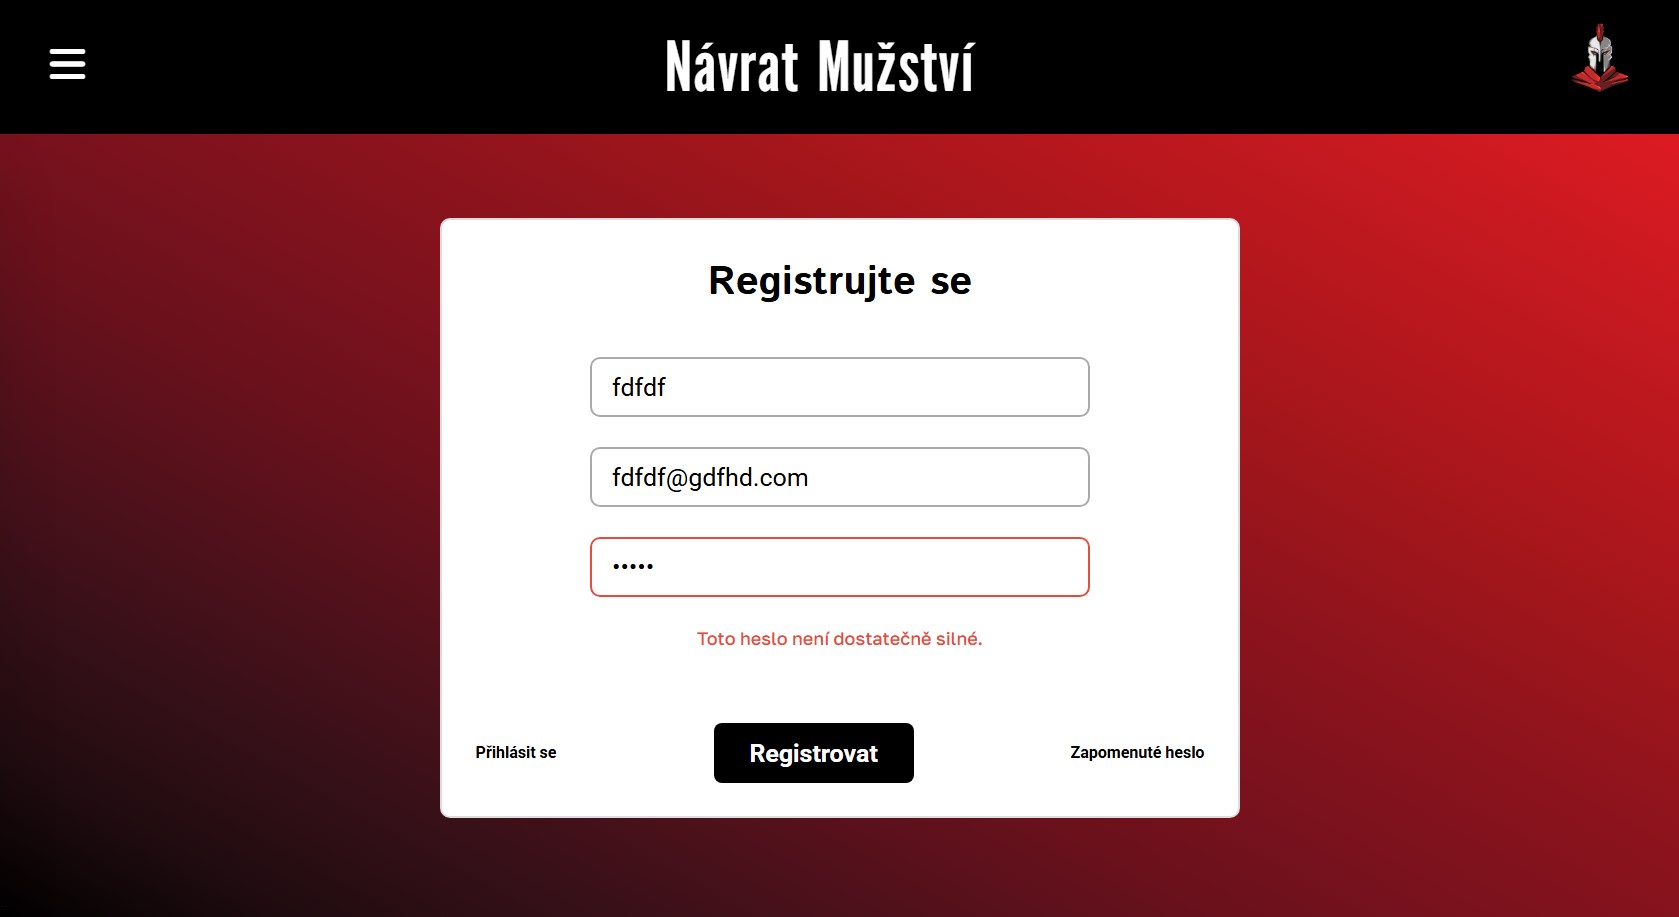 Návrat Mužství
Registrujte se
fdfdf
fdfdf@gdfhd.com
•••••
Toto heslo není dostatečně silné.
Přihlásit se
Registrovat
Zapomenuté heslo